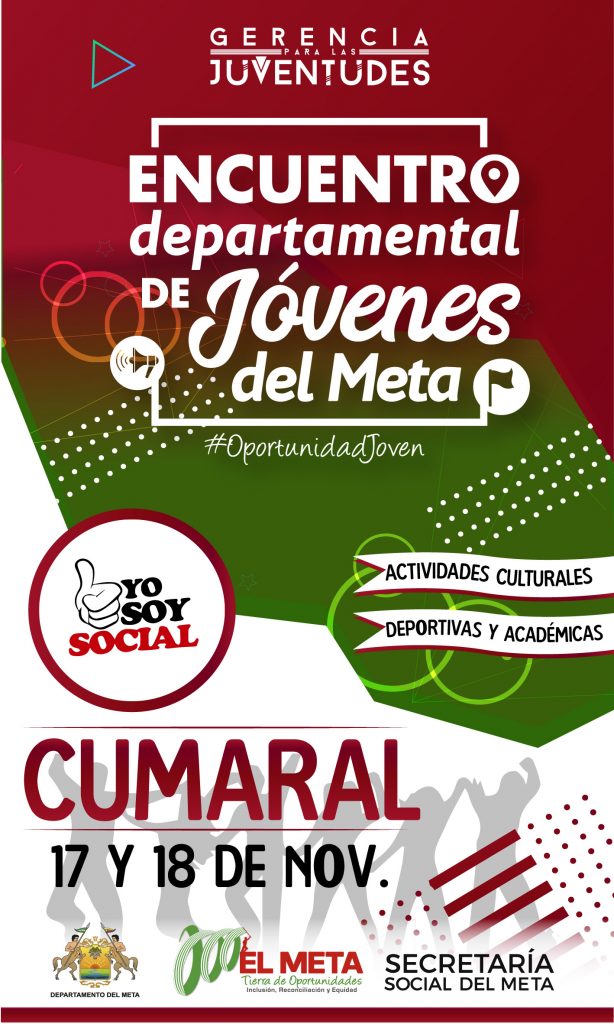 GERENCIA
PARA LAS
JUVENTUDES
ENCUENTRO
departamental
DE Jóvenes
del Meta
#OportunidadJoven
YO
SOY
SOCIAL
ACTIVIDADES CULTURALES
DEPORTIVAS Y ACADÉMICAS
CUMARAL
17 Y 18 DE NOV.
DEPARTAMENTO DEL META
EL META
Tierra de Oportunidades
Inclusión, Reconciliación y Equidad
SECRETARÍA
SOCIAL DEL META